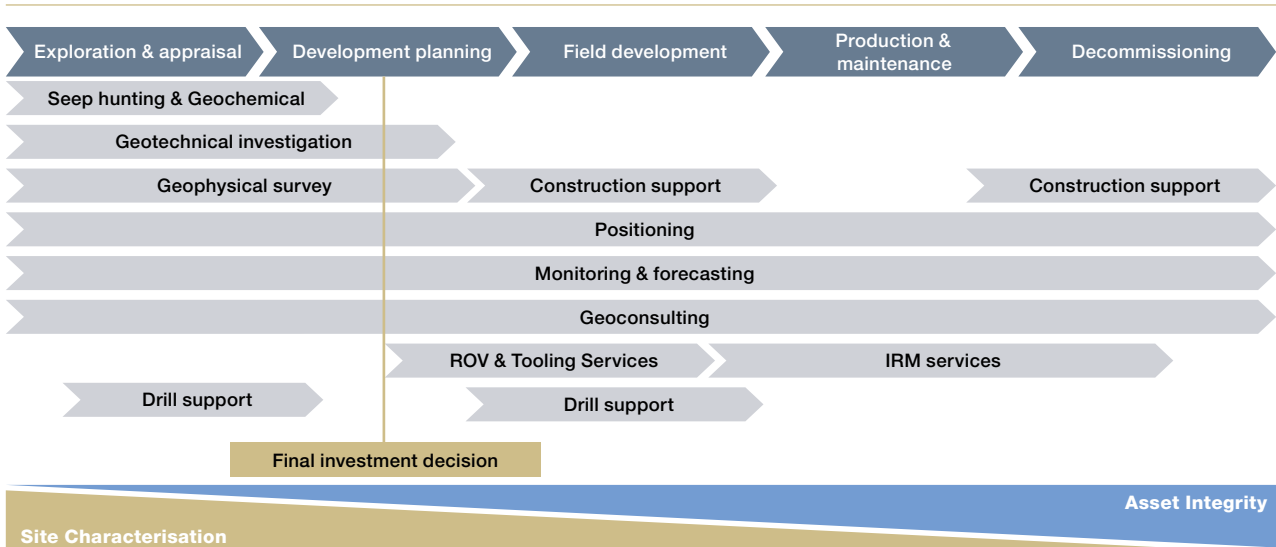 Exploration & appraisal
Development planning
Field development
Production &
maintenance
Decommissioning
Seep hunting & Geochemical
Geotechnical investigation
Geophysical survey
Construction support
Construction support
Positioning
Monitoring & forecasting
Geoconsulting
ROV & Tooling Services
IRM services
Drill support
Drill support
Final investment decision
Asset Integrity
Site Characterisation